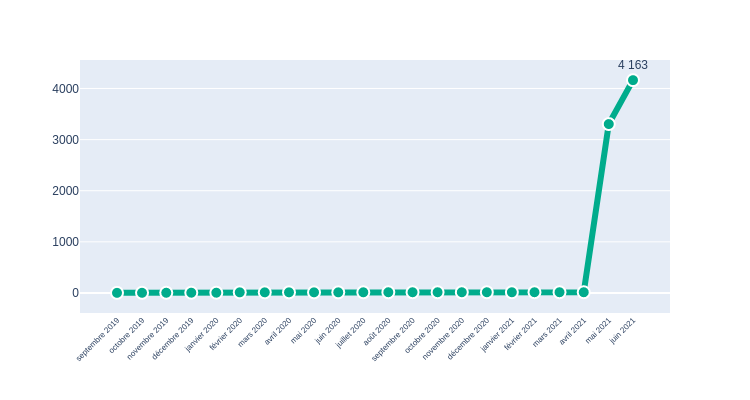 4 163
4000
3000
2000
1000
0
septembre 2019
octobre 2019
novembre 2019
décembre 2019
janvier 2020
février 2020
mars 2020
avril 2020
mai 2020
juin 2020
juillet 2020
août 2020
septembre 2020
octobre 2020
novembre 2020
décembre 2020
janvier 2021
février 2021
mars 2021
avril 2021
mai 2021
juin 2021